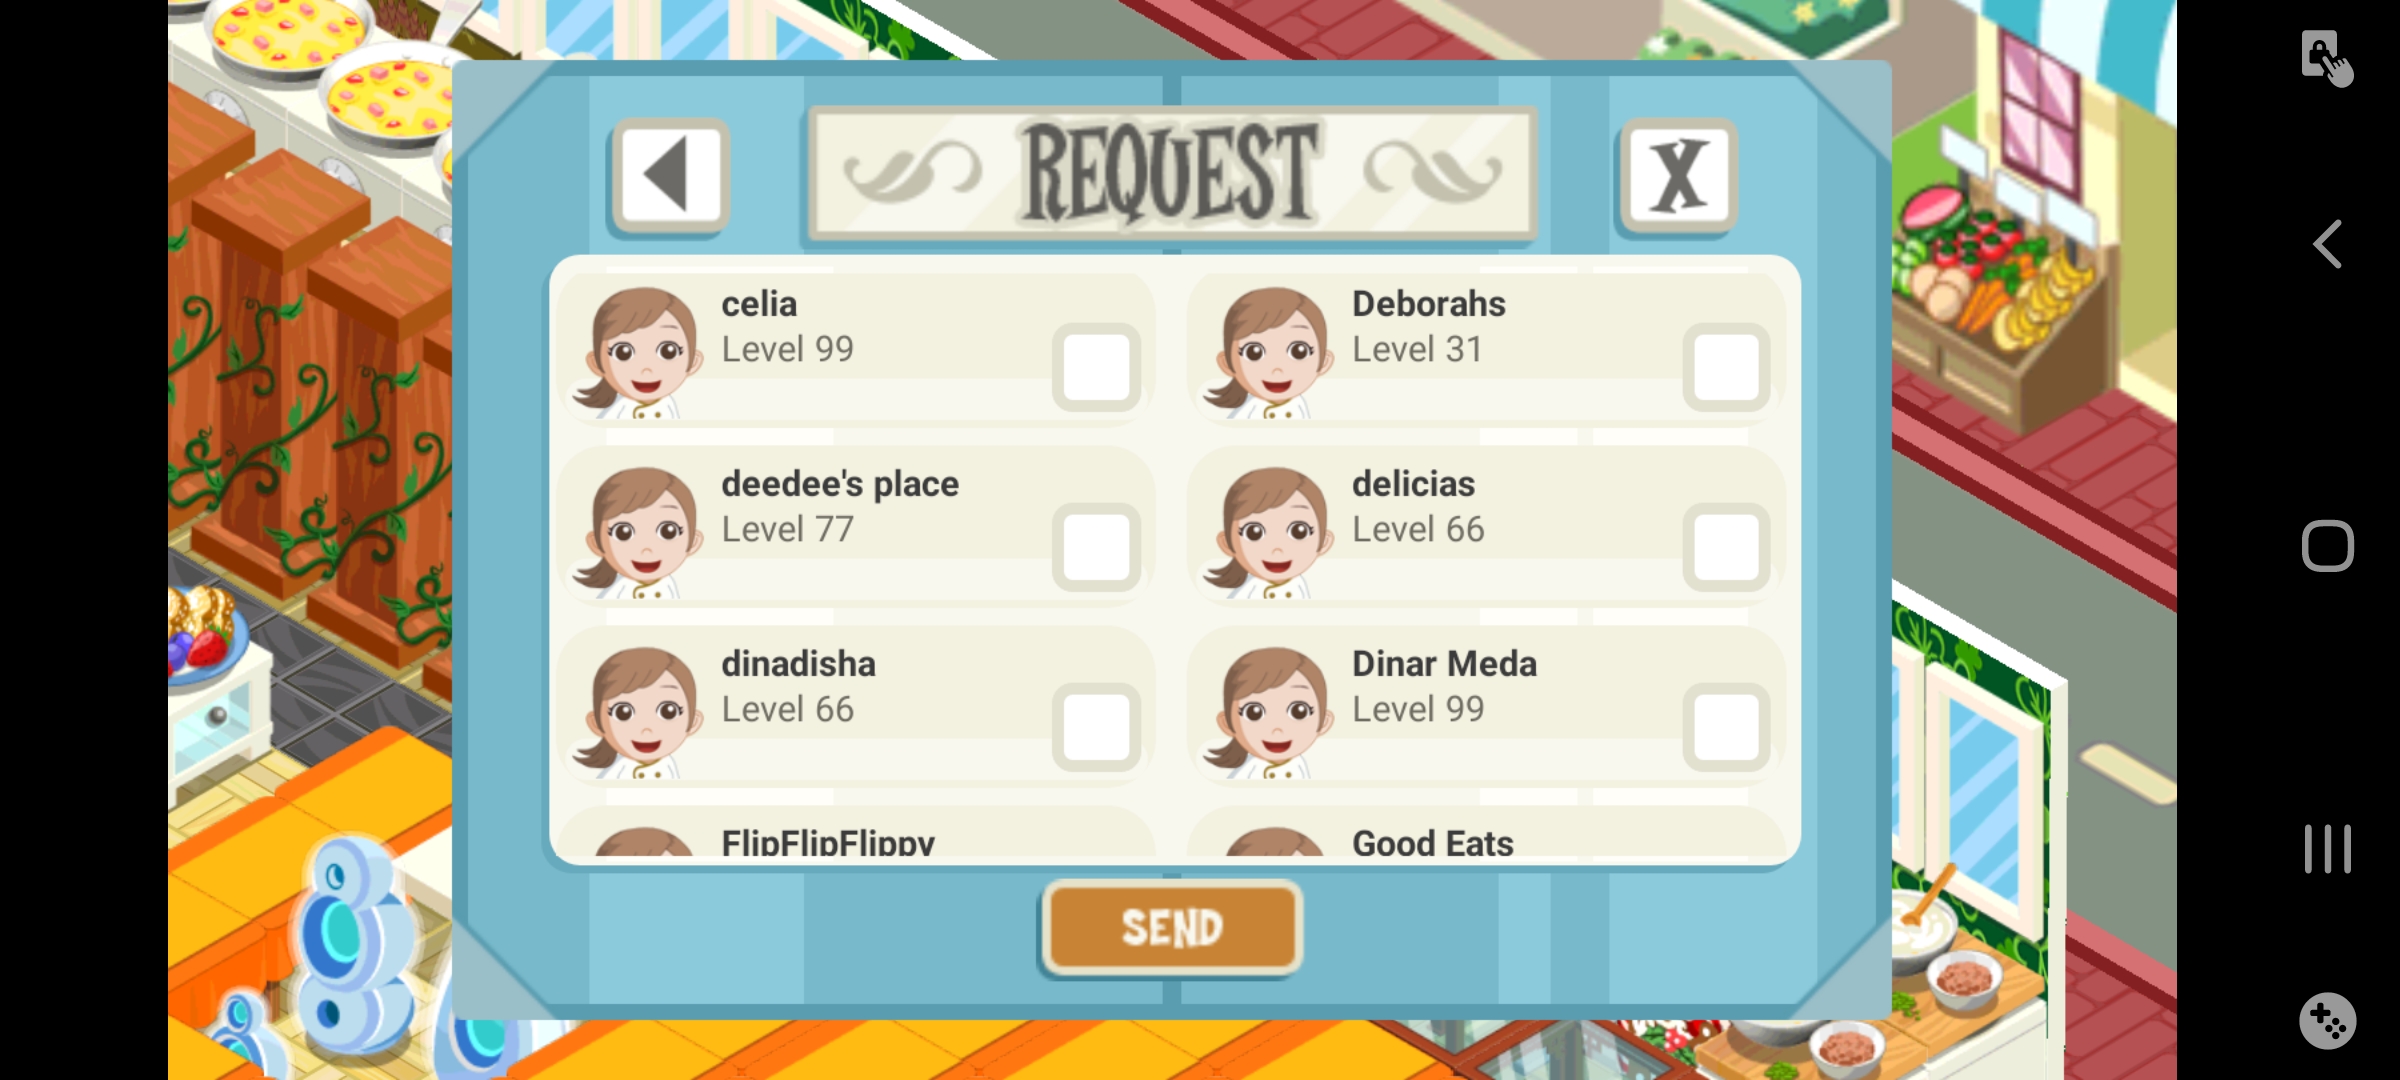 REQUEST
X
celia
Level 99
Deborahs
Level 31
deedee's place
Level 77
delicias
Level 66
dinadisha
Level 66
Dinar Meda
Level 99
FlipFlipFlippy
Good Eats
SEND